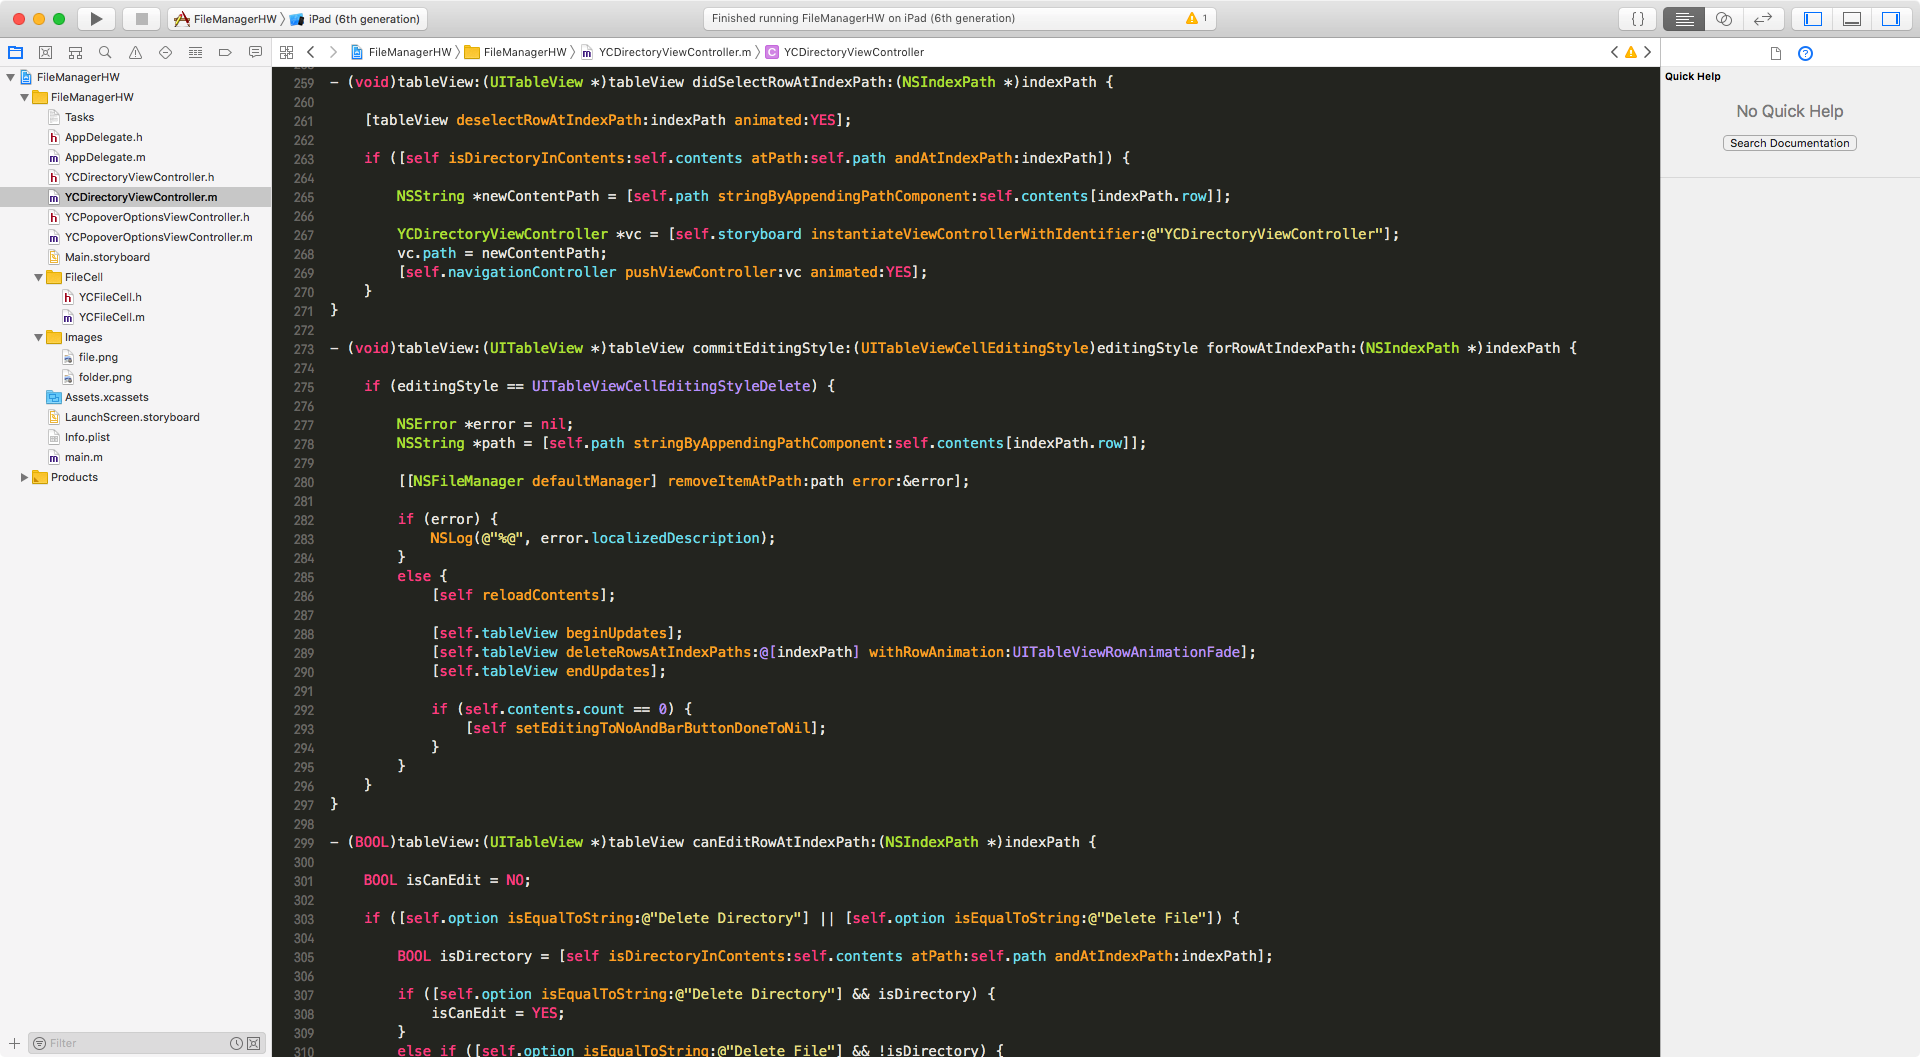 FileManagerHW
iPad (6th generation)
Finished running FileManagerHW on iPad (6th generation)
1
{}
FileManagerHW
FileManagerHW
YCDirectoryViewController.m
YCDirectoryViewController
FileManagerHW
FileManagerHW
Tasks
AppDelegate.h
AppDelegate.m
YCDirectoryViewController.h
YCDirectoryViewController.m
YCPopoverOptionsViewController.h
YCPopoverOptionsViewController.m
Main.storyboard
FileCell
YCFileCell.h
YCFileCell.m
Images
file.png
folder.png
Assets.xcassets
LaunchScreen.storyboard
Info.plist
main.m
Products
Filter
259 - (void)tableView:(UITableView *)tableView didSelectRowAtIndexPath:(NSIndexPath *)indexPath {
260
261     [tableView deselectRowAtIndexPath:indexPath animated:YES];
262
263     if ([self isDirectoryInContents:self.contents atPath:self.path andAtIndexPath:indexPath]) {
264
265         NSString *newContentPath = [self.path stringByAppendingPathComponent:self.contents[indexPath.row]];
266
267         YCDirectoryViewController *vc = [self.storyboard instantiateViewControllerWithIdentifier:@"YCDirectoryViewController"];
268         vc.path = newContentPath;
269         [self.navigationController pushViewController:vc animated:YES];
270     }
271 }
272
273 - (void)tableView:(UITableView *)tableView commitEditingStyle:(UITableViewCellEditingStyle)editingStyle forRowAtIndexPath:(NSIndexPath *)indexPath {
274
275     if (editingStyle == UITableViewCellEditingStyleDelete) {
276
277         NSError *error = nil;
278         NSString *path = [self.path stringByAppendingPathComponent:self.contents[indexPath.row]];
279
280         [[NSFileManager defaultManager] removeItemAtPath:path error:&error];
281
282         if (error) {
283             NSLog(@"%@", error.localizedDescription);
284         }
285         else {
286             [self reloadContents];
287
288             [self.tableView beginUpdates];
289             [self.tableView deleteRowsAtIndexPaths:@[indexPath] withRowAnimation:UITableViewRowAnimationFade];
290             [self.tableView endUpdates];
291
292             if (self.contents.count == 0) {
293                 [self setEditingToNoAndBarButtonDoneToNil];
294             }
295         }
296     }
297 }
298
299 - (BOOL)tableView:(UITableView *)tableView canEditRowAtIndexPath:(NSIndexPath *)indexPath {
300
301     BOOL isCanEdit = NO;
302
303     if ([self.option isEqualToString:@"Delete Directory"] || [self.option isEqualToString:@"Delete File"]) {
304
305         BOOL isDirectory = [self isDirectoryInContents:self.contents atPath:self.path andAtIndexPath:indexPath];
306
307         if ([self.option isEqualToString:@"Delete Directory"] && isDirectory) {
308             isCanEdit = YES;
309         }
310         else if ([self.option isEqualToString:@"Delete File"] && !isDirectory) {
Quick Help
No Quick Help
Search Documentation